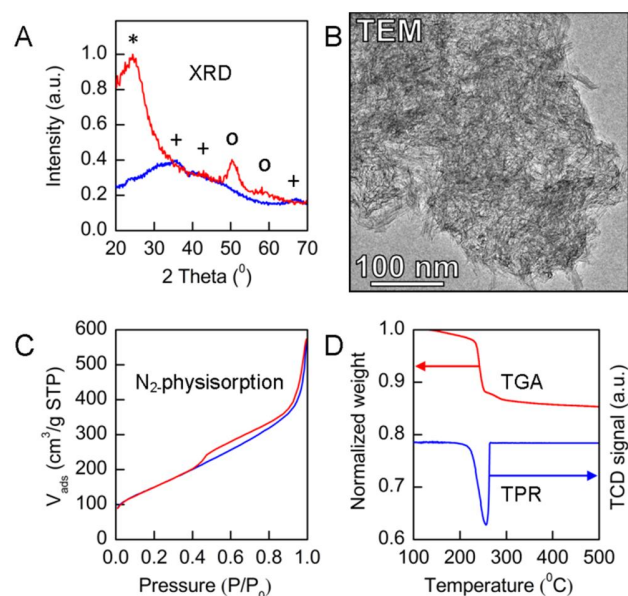 A
XRD
*
+ + o o +
Intensity (a.u.)
1.0
0.8
0.6
0.4
0.2
0.0
20 30 40 50 60 70
2 Theta (⁰)
B
TEM
100 nm
C
N₂-physisorption
V_ads (cm³/g STP)
600
500
400
300
200
100
0
0.0 0.2 0.4 0.6 0.8 1.0
Pressure (P/P₀)
D
TGA
TPR
Normalized weight
1.0
0.9
0.8
0.7
0.6
TCD signal (a.u.)
100 200 300 400 500
Temperature (⁰C)